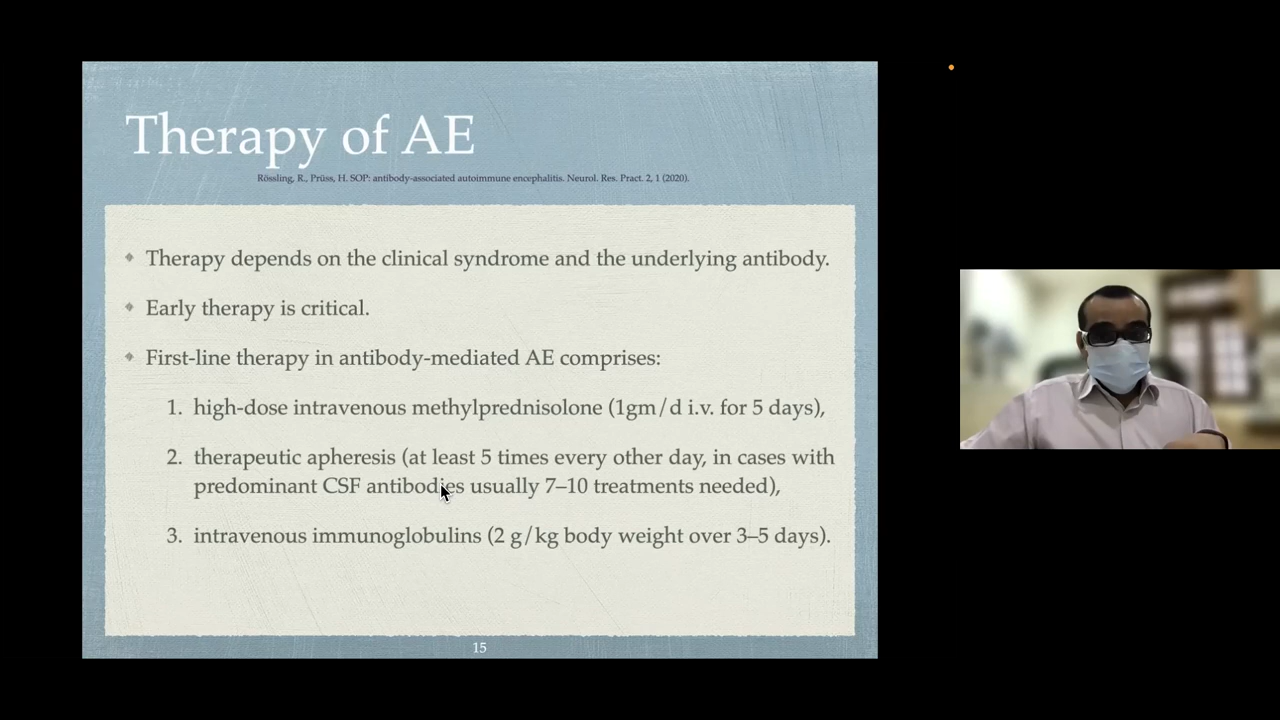 Therapy of AE
Rössling, R., Prüss, H. SOP: antibody-associated autoimmune encephalitis. Neurol. Res. Pract. 2, 1 (2020).
Therapy depends on the clinical syndrome and the underlying antibody.
Early therapy is critical.
First-line therapy in antibody-mediated AE comprises:
1. high-dose intravenous methylprednisolone (1gm/d i.v. for 5 days),
2. therapeutic apheresis (at least 5 times every other day, in cases with
predominant CSF antibodies usually 7–10 treatments needed),
3. intravenous immunoglobulins (2 g/kg body weight over 3–5 days).
15